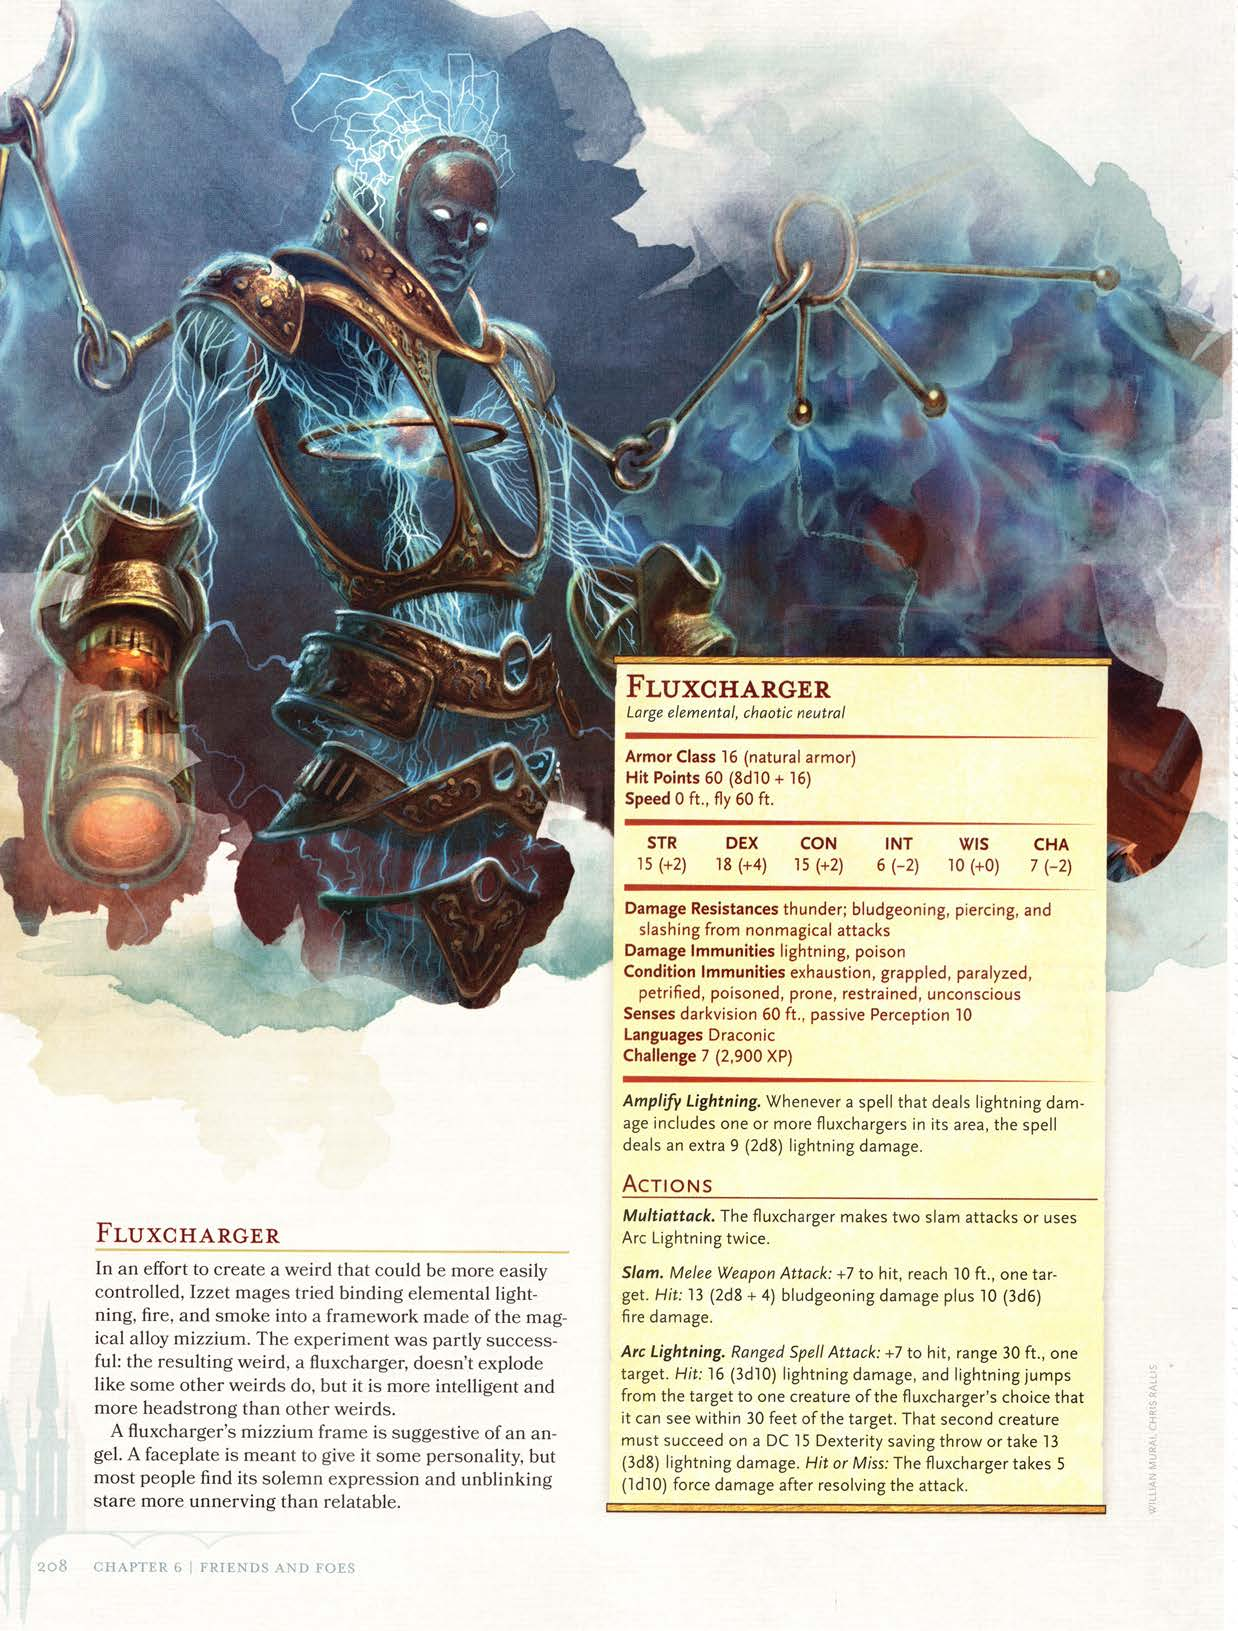 FLUXCHARGER
Large elemental, chaotic neutral
Armor Class 16 (natural armor)
Hit Points 60 (8d10 + 16)
Speed 0 ft., fly 60 ft.
STR DEX CON INT WIS CHA
15 (+2) 18 (+4) 15 (+2) 6 (−2) 10 (+0) 7 (−2)
Damage Resistances thunder; bludgeoning, piercing, and
slashing from nonmagical attacks
Damage Immunities lightning, poison
Condition Immunities exhaustion, grappled, paralyzed,
petrified, poisoned, prone, restrained, unconscious
Senses darkvision 60 ft., passive Perception 10
Languages Draconic
Challenge 7 (2,900 XP)
Amplify Lightning. Whenever a spell that deals lightning dam-
age includes one or more fluxchargers in its area, the spell
deals an extra 9 (2d8) lightning damage.
ACTIONS
Multiattack. The fluxcharger makes two slam attacks or uses
Arc Lightning twice.
Slam. Melee Weapon Attack: +7 to hit, reach 10 ft., one tar-
get. Hit: 13 (2d8 + 4) bludgeoning damage plus 10 (3d6)
fire damage.
Arc Lightning. Ranged Spell Attack: +7 to hit, range 30 ft., one
target. Hit: 16 (3d10) lightning damage, and lightning jumps
from the target to one creature of the fluxcharger's choice that
it can see within 30 feet of the target. That second creature
must succeed on a DC 15 Dexterity saving throw or take 13
(3d8) lightning damage. Hit or Miss: The fluxcharger takes 5
(1d10) force damage after resolving the attack.
FLUXCHARGER
In an effort to create a weird that could be more easily
controlled, Izzet mages tried binding elemental light-
ning, fire, and smoke into a framework made of the mag-
ical alloy mizzium. The experiment was partly success-
ful: the resulting weird, a fluxcharger, doesn't explode
like some other weirds do, but it is more intelligent and
more headstrong than other weirds.
A fluxcharger's mizzium frame is suggestive of an an-
gel. A faceplate is meant to give it some personality, but
most people find its solemn expression and unblinking
stare more unnerving than relatable.
WILLIAN MURAI, CHRIS RALLIS
208 CHAPTER 6 | FRIENDS AND FOES